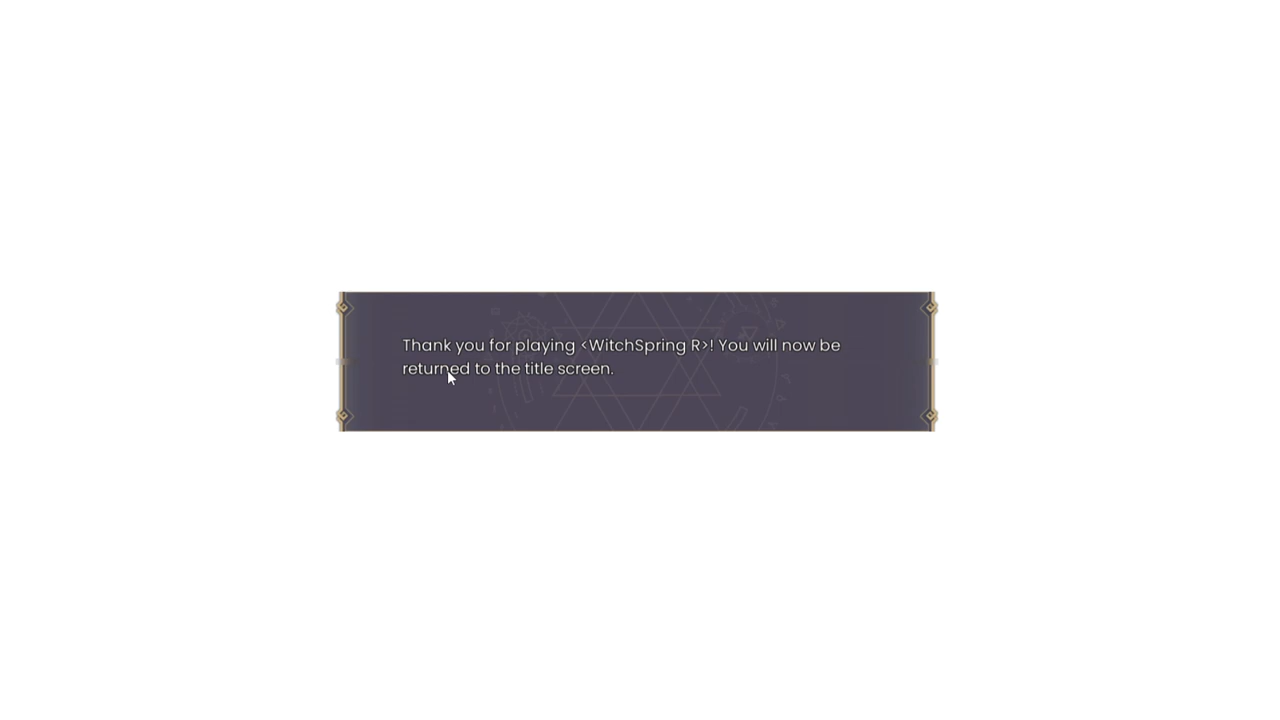 Thank you for playing <WitchSpring R>! You will now be
returned to the title screen.